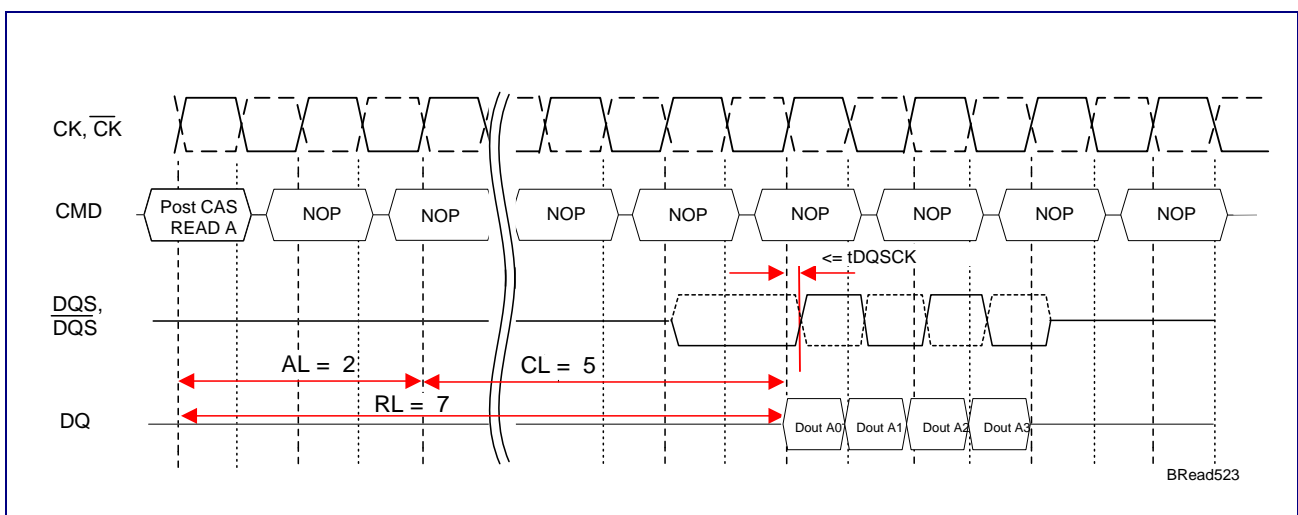 CK, CK
CMD
Post CAS
READ A
NOP
NOP
NOP
NOP
NOP
NOP
NOP
NOP
<= tDQSCK
DQS,
DQS
AL = 2
CL = 5
RL = 7
DQ
Dout A0
Dout A1
Dout A2
Dout A3
BRead523